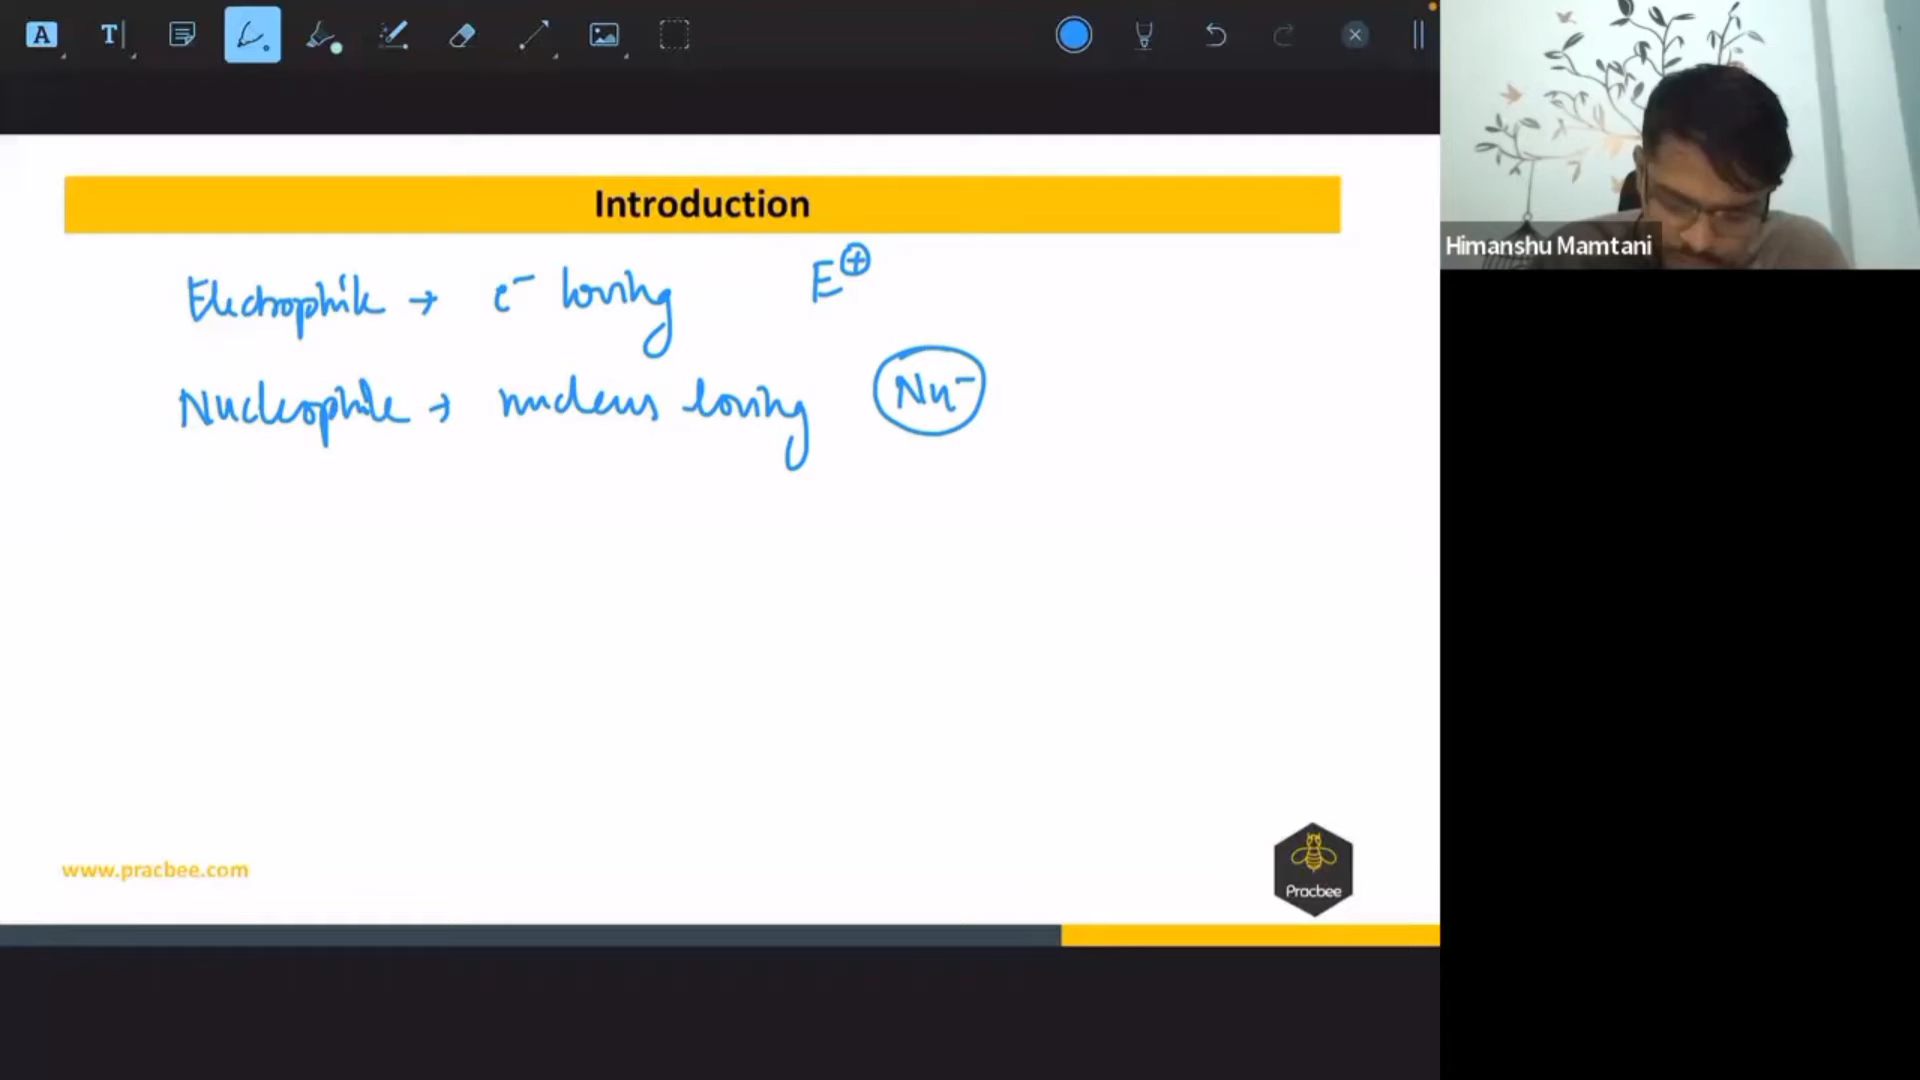 A T
Himanshu Mamtani
Introduction
Electrophile → e⁻ loving E⊕
Nucleophile → nucleus loving Nu⁻
www.pracbee.com
Pracbee